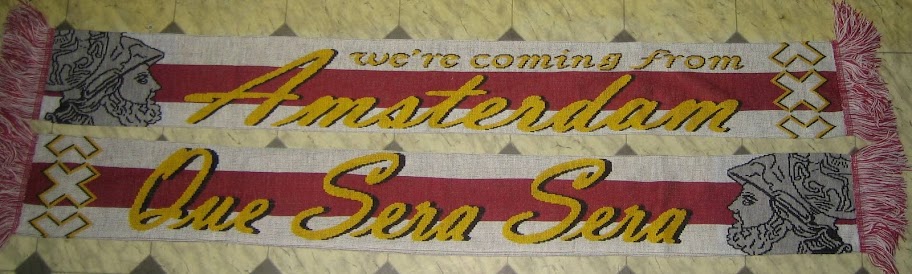 we're coming from
Amsterdam
Que Sera Sera